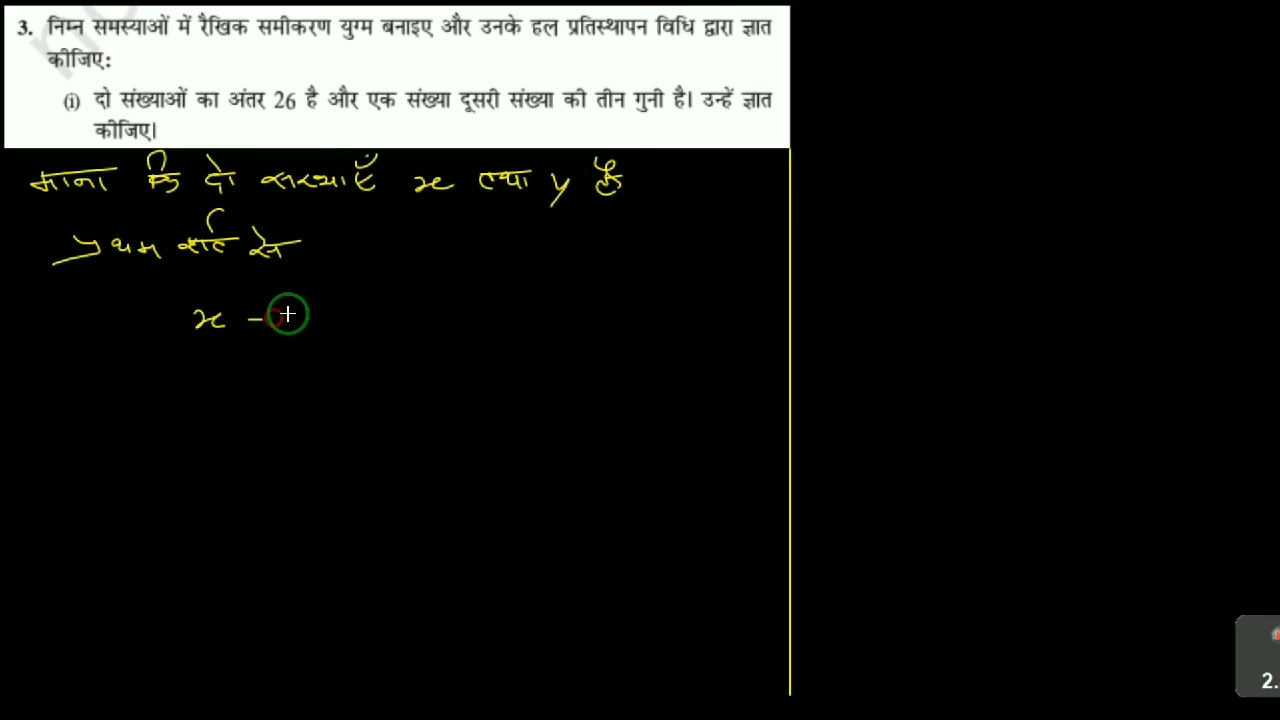 3. निम्न समस्याओं में रैखिक समीकरण युग्म बनाइए और उनके हल प्रतिस्थापन विधि द्वारा ज्ञात
कीजिए:
(i) दो संख्याओं का अंतर 26 है और एक संख्या दूसरी संख्या की तीन गुनी है। उन्हें ज्ञात
कीजिए।
माना कि दो संख्याएँ x तथा y हैं
प्रथम शर्त से
x -
2.